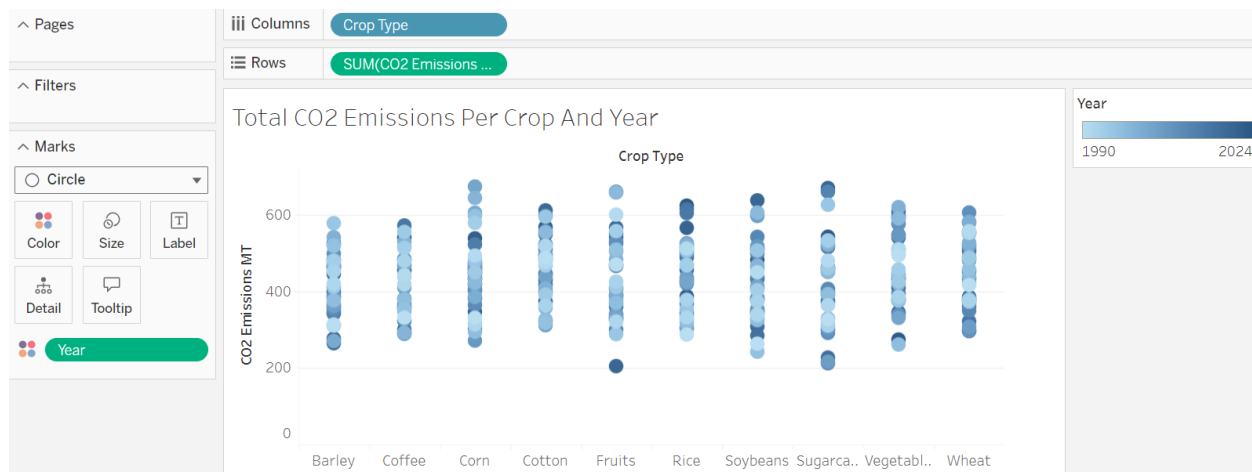 Pages
Columns
Crop Type
Rows
SUM(CO2 Emissions ...
Filters
Marks
Circle
Color
Size
Label
Detail
Tooltip
Year
Total CO2 Emissions Per Crop And Year
Crop Type
CO2 Emissions MT
600
400
200
0
Barley Coffee Corn Cotton Fruits Rice Soybeans Sugarca.. Vegetabl.. Wheat
Year
1990 2024